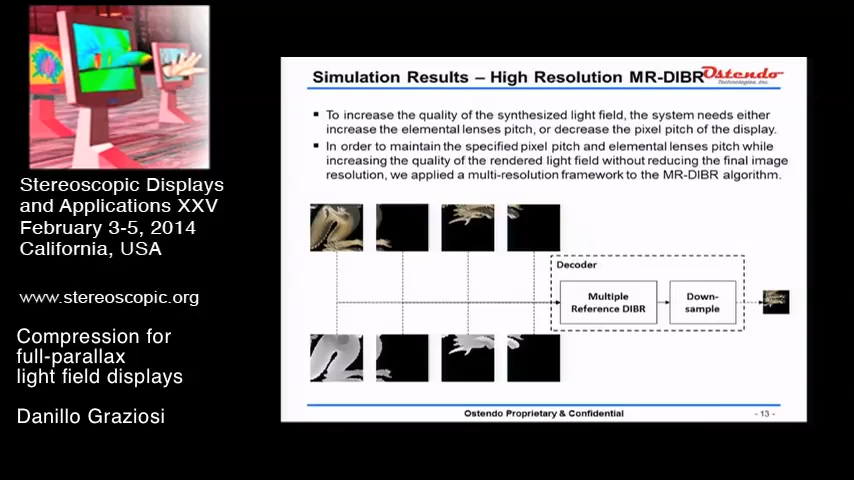 Stereoscopic Displays
and Applications XXV
February 3-5, 2014
California, USA
www.stereoscopic.org
Compression for
full-parallax
light field displays
Danillo Graziosi
Simulation Results – High Resolution MR-DIBR
Ostendo
Technologies, Inc.
▪ To increase the quality of the synthesized light field, the system needs either
increase the elemental lenses pitch, or decrease the pixel pitch of the display.
▪ In order to maintain the specified pixel pitch and elemental lenses pitch while
increasing the quality of the rendered light field without reducing the final image
resolution, we applied a multi-resolution framework to the MR-DIBR algorithm.
Decoder
Multiple
Reference DIBR
Down-
sample
Ostendo Proprietary & Confidential
- 13 -